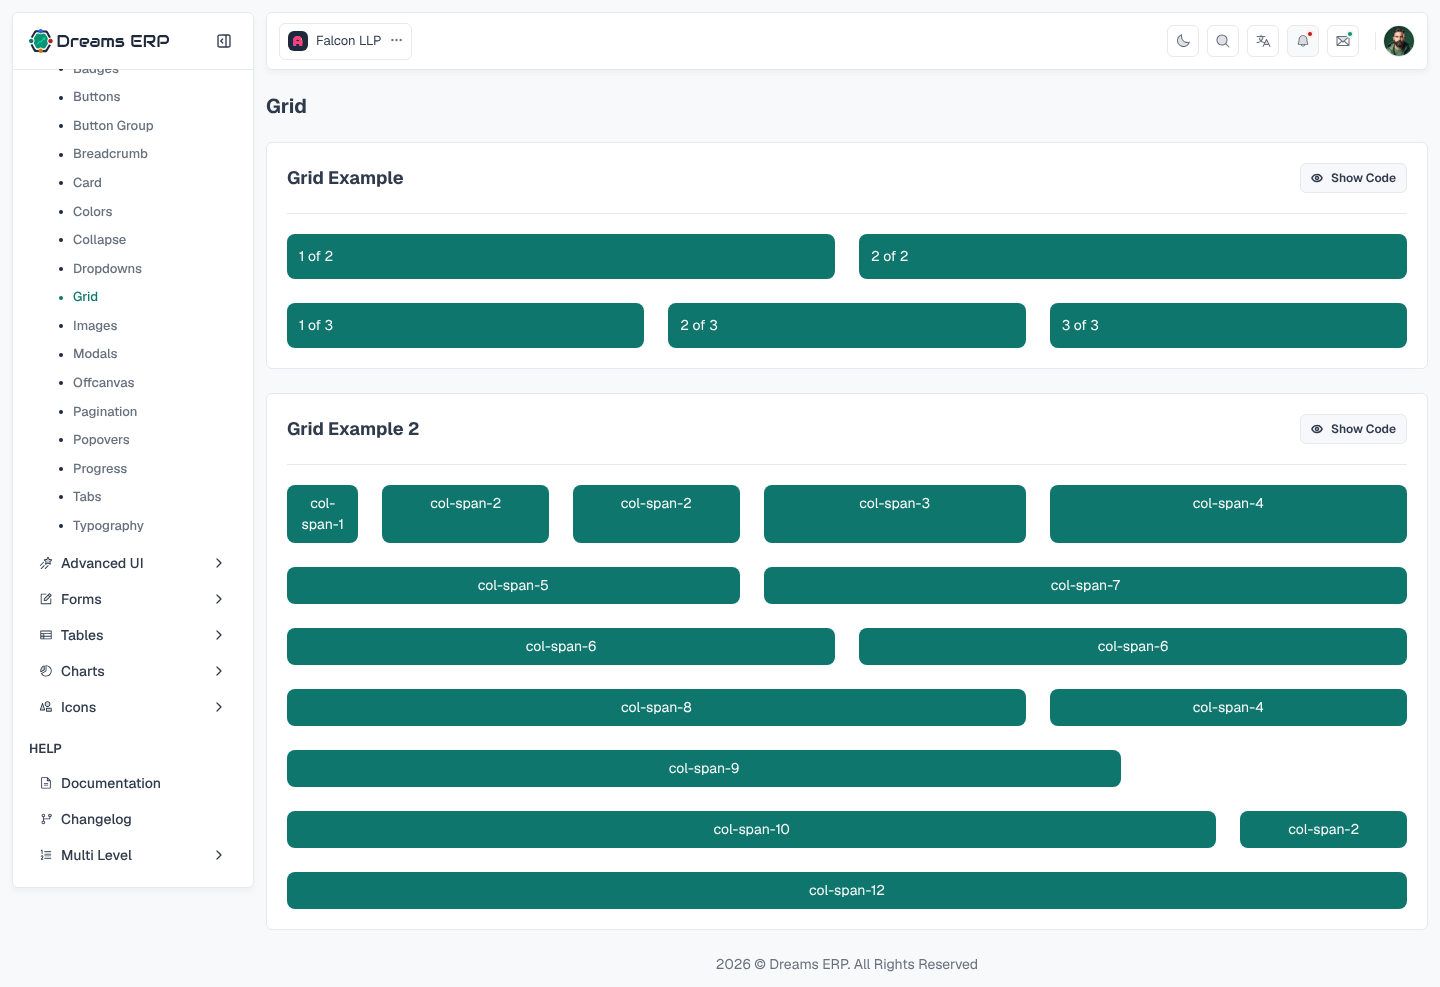 Dreams ERP
Badges
Buttons
Button Group
Breadcrumb
Card
Colors
Collapse
Dropdowns
Grid
Images
Modals
Offcanvas
Pagination
Popovers
Progress
Tabs
Typography
Advanced UI
Forms
Tables
Charts
Icons
HELP
Documentation
Changelog
Multi Level
Falcon LLP
Grid
Grid Example
Show Code
1 of 2
2 of 2
1 of 3
2 of 3
3 of 3
Grid Example 2
Show Code
col-
span-1
col-span-2
col-span-2
col-span-3
col-span-4
col-span-5
col-span-7
col-span-6
col-span-6
col-span-8
col-span-4
col-span-9
col-span-10
col-span-2
col-span-12
2026 © Dreams ERP. All Rights Reserved